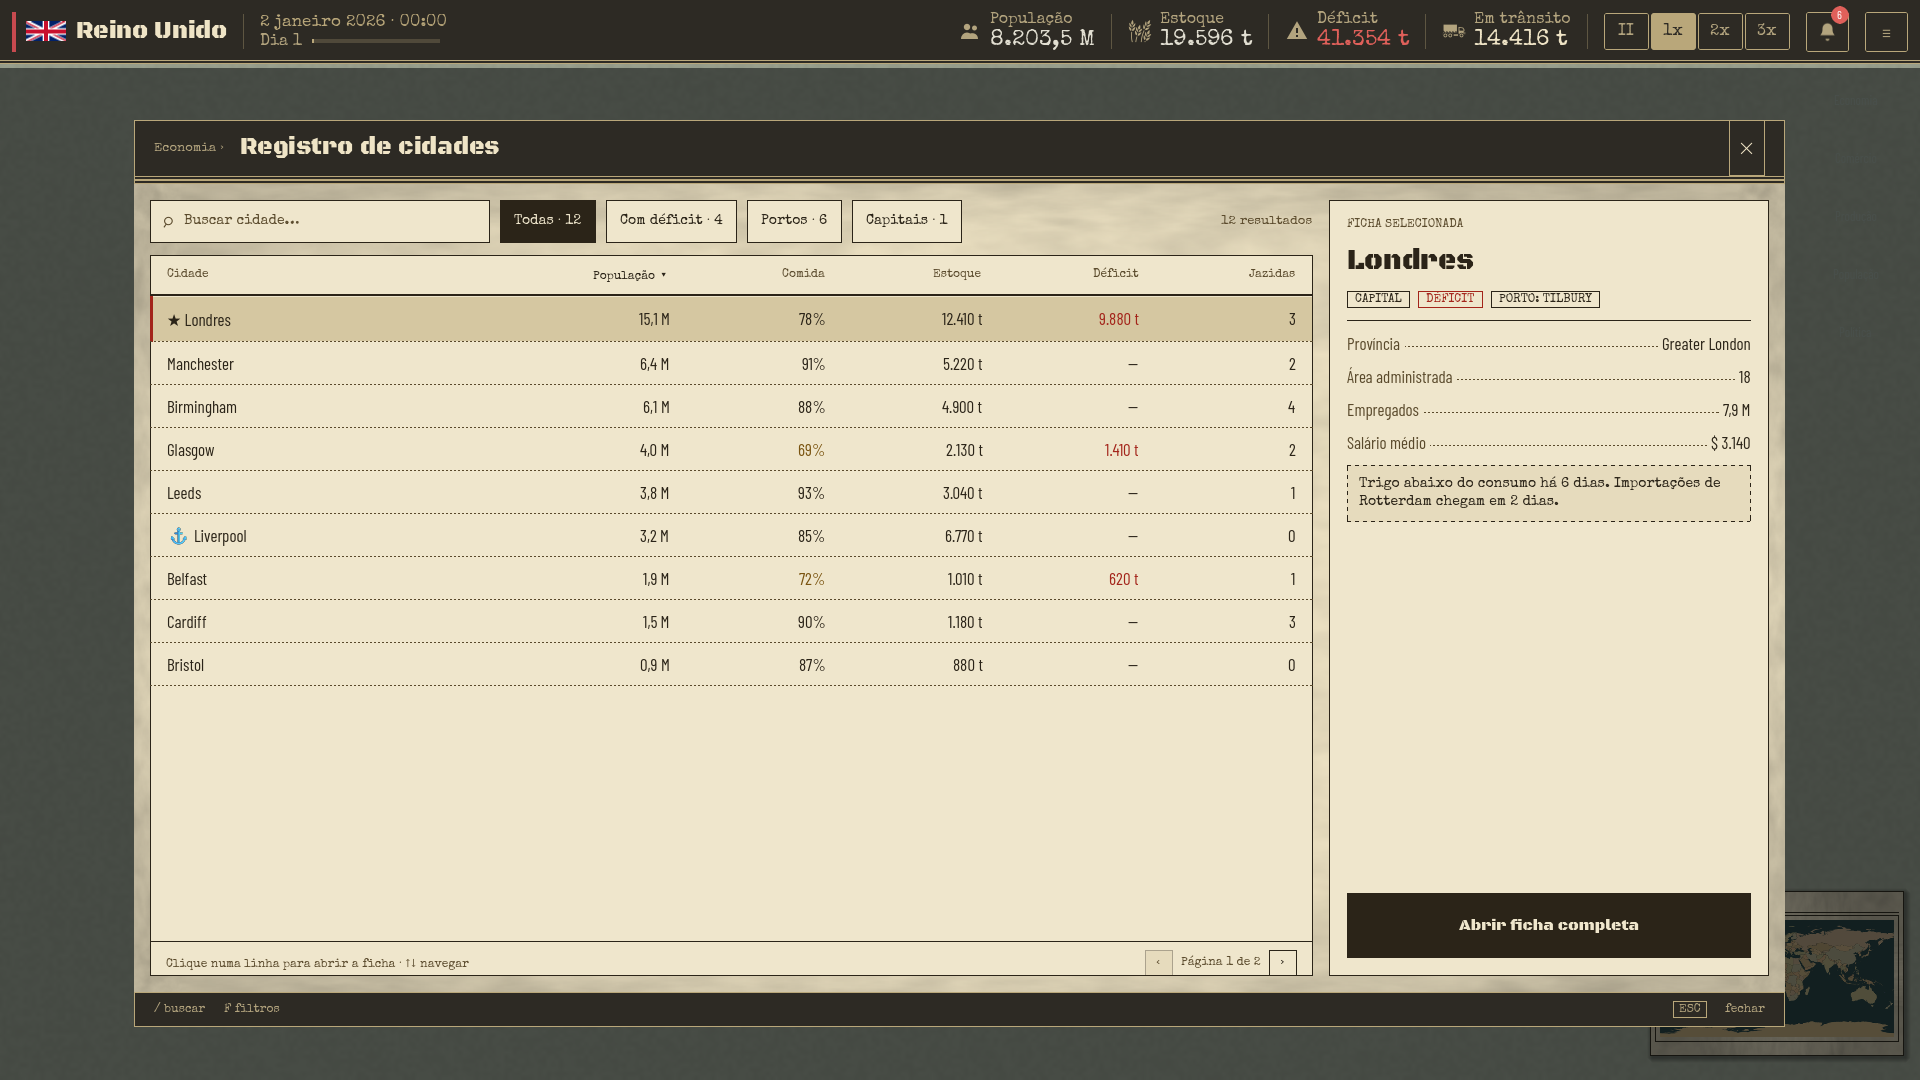 Reino Unido
2 janeiro 2026 · 00:00
Dia 1
População
8.203,5 M
Estoque
19.596 t
Déficit
41.354 t
Em trânsito
14.416 t
II
1x
2x
3x
6
Economia ›
Registro de cidades
Buscar cidade...
Todas · 12
Com déficit · 4
Portos · 6
Capitais · 1
12 resultados
Cidade População ▾ Comida Estoque Déficit Jazidas
★ Londres 15,1 M 78% 12.410 t 9.880 t 3
Manchester 6,4 M 91% 5.220 t — 2
Birmingham 6,1 M 88% 4.900 t — 4
Glasgow 4,0 M 69% 2.130 t 1.410 t 2
Leeds 3,8 M 93% 3.040 t — 1
⚓ Liverpool 3,2 M 85% 6.770 t — 0
Belfast 1,9 M 72% 1.010 t 620 t 1
Cardiff 1,5 M 90% 1.180 t — 3
Bristol 0,9 M 87% 880 t — 0
Clique numa linha para abrir a ficha · ↑↓ navegar
‹ Página 1 de 2 ›
FICHA SELECIONADA
Londres
CAPITAL
DÉFICIT
PORTO: TILBURY
Província Greater London
Área administrada 18
Empregados 7,9 M
Salário médio $ 3.140
Trigo abaixo do consumo há 6 dias. Importações de
Rotterdam chegam em 2 dias.
Abrir ficha completa
/ buscar F filtros
ESC fechar